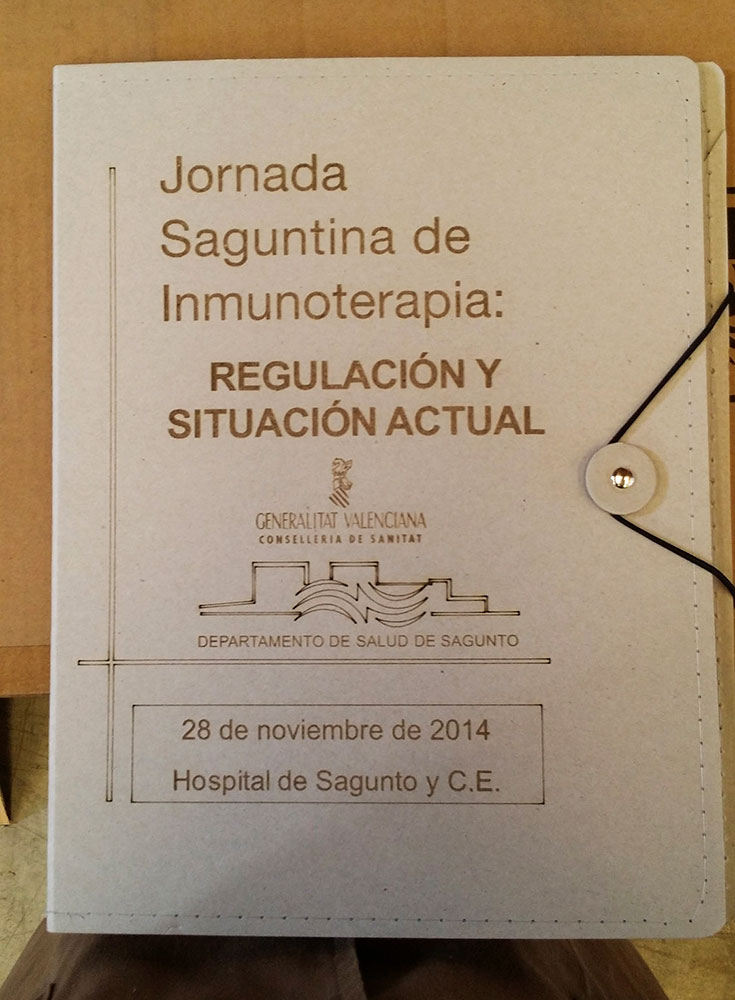 Jornada
Saguntina de
Inmunoterapia:
REGULACIÓN Y
SITUACIÓN ACTUAL
GENERALITAT VALENCIANA
CONSELLERIA DE SANITAT
DEPARTAMENTO DE SALUD DE SAGUNTO
28 de noviembre de 2014
Hospital de Sagunto y C.E.